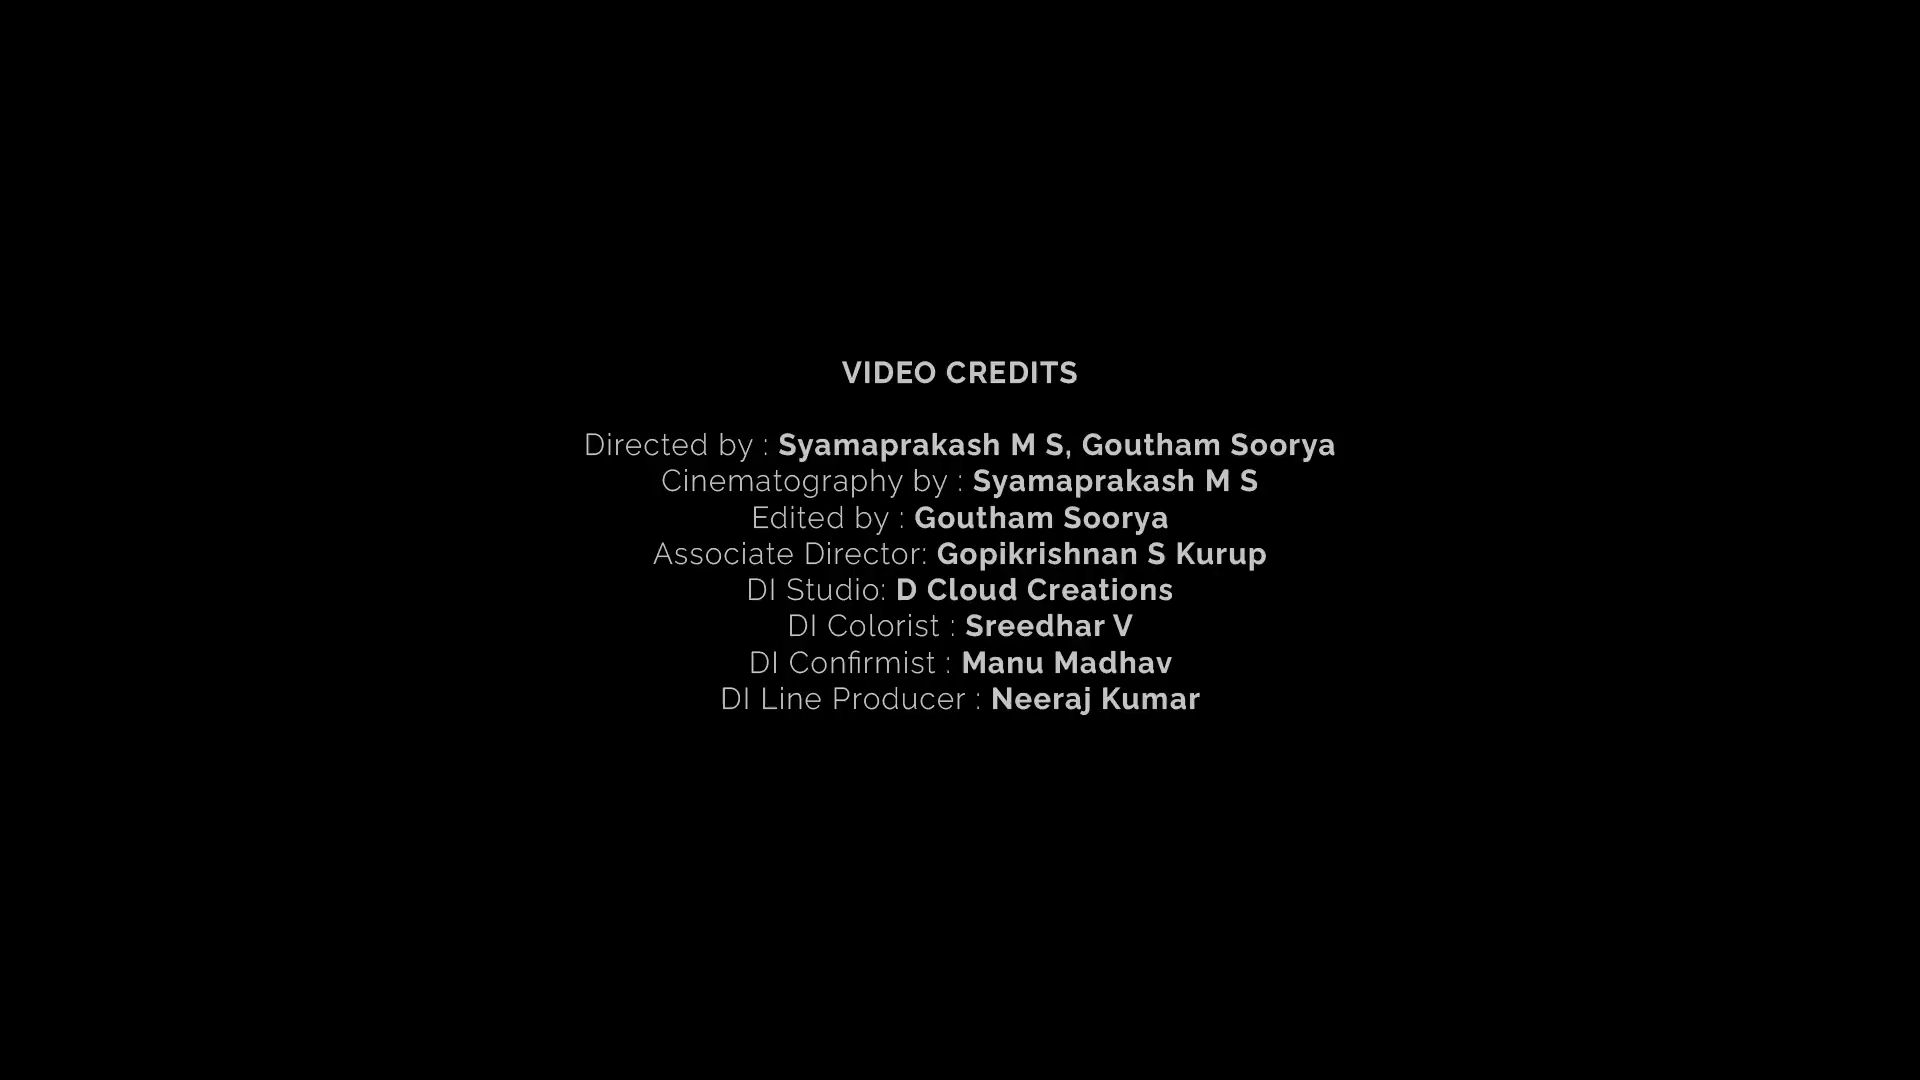 VIDEO CREDITS
Directed by : Syamaprakash M S, Goutham Soorya
Cinematography by : Syamaprakash M S
Edited by : Goutham Soorya
Associate Director: Gopikrishnan S Kurup
DI Studio: D Cloud Creations
DI Colorist : Sreedhar V
DI Confirmist : Manu Madhav
DI Line Producer : Neeraj Kumar